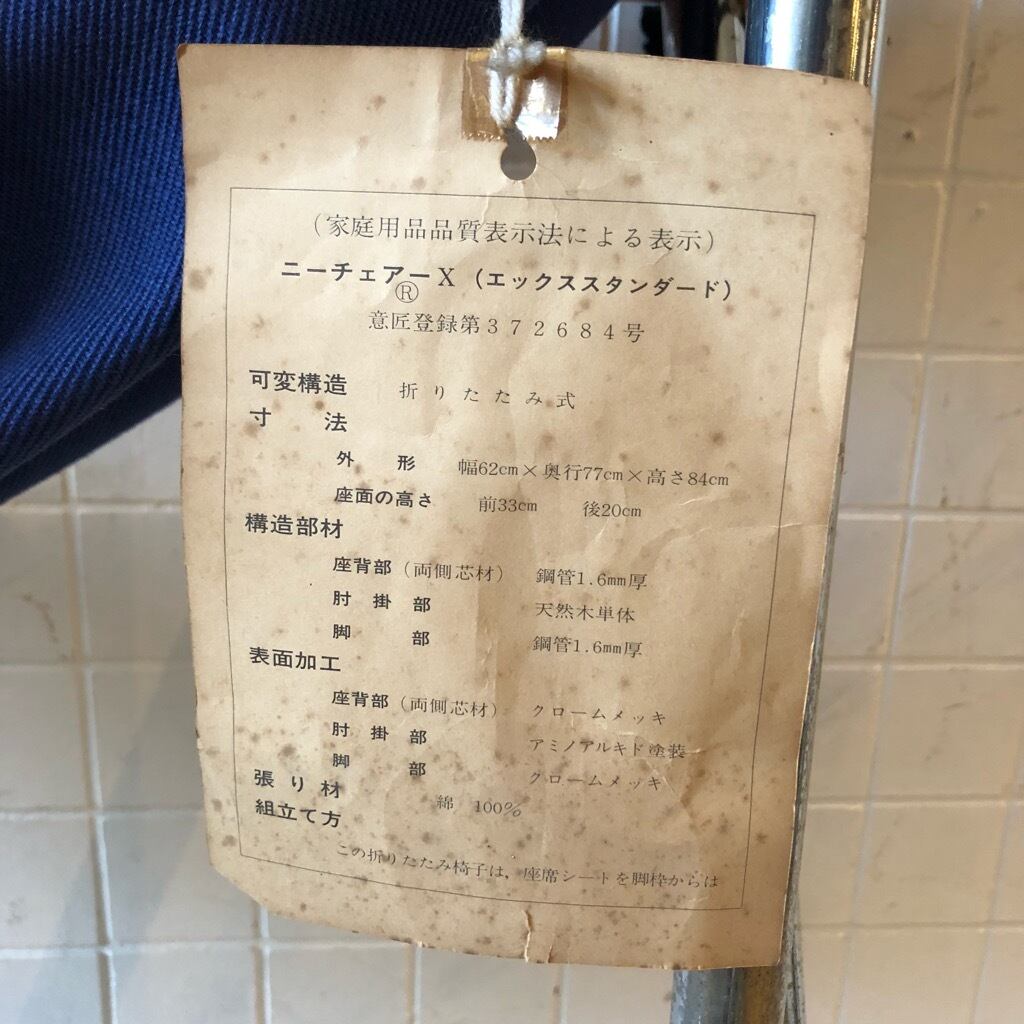 (家庭用品品質表示法による表示)
ニーチェアーX (エックススタンダード)
®
意匠登録第372684号
可変構造 折りたたみ式
寸法
外形 幅62cm×奥行77cm×高さ84cm
座面の高さ 前33cm 後20cm
構造部材
座背部(両側芯材) 鋼管1.6mm厚
肘掛部 天然木単体
脚部 鋼管1.6mm厚
表面加工
座背部(両側芯材) クロームメッキ
肘掛部 アミノアルキド塗装
脚部 クロームメッキ
張り材 綿 100%
組立て方
この折りたたみ椅子は,座席シートを脚枠からは